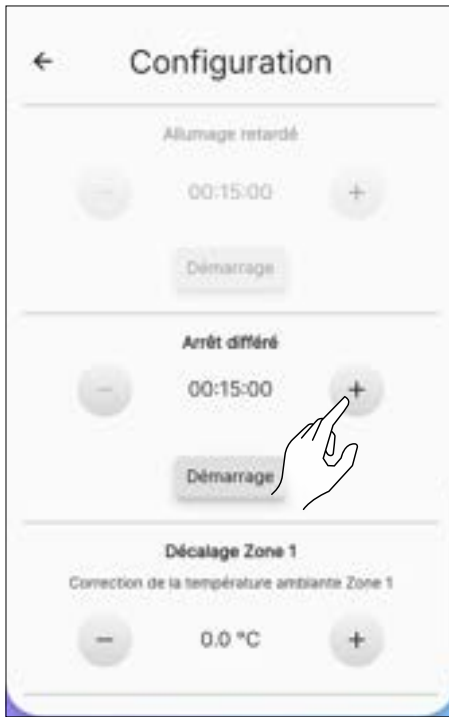 ← Configuration
Allumage retardé
− 00:15:00 +
Démarrage
Arrêt différé
− 00:15:00 +
Démarrage
Décalage Zone 1
Correction de la température ambiante Zone 1
− 0.0 °C +